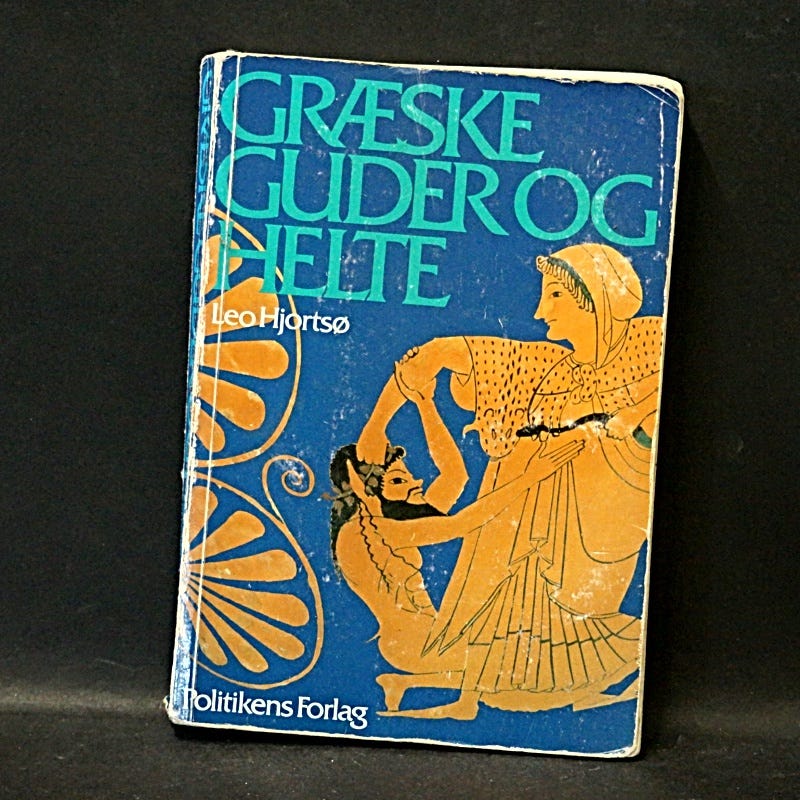 GRÆSKE
GUDER OG
HELTE
Leo Hjortsø
Politikens Forlag